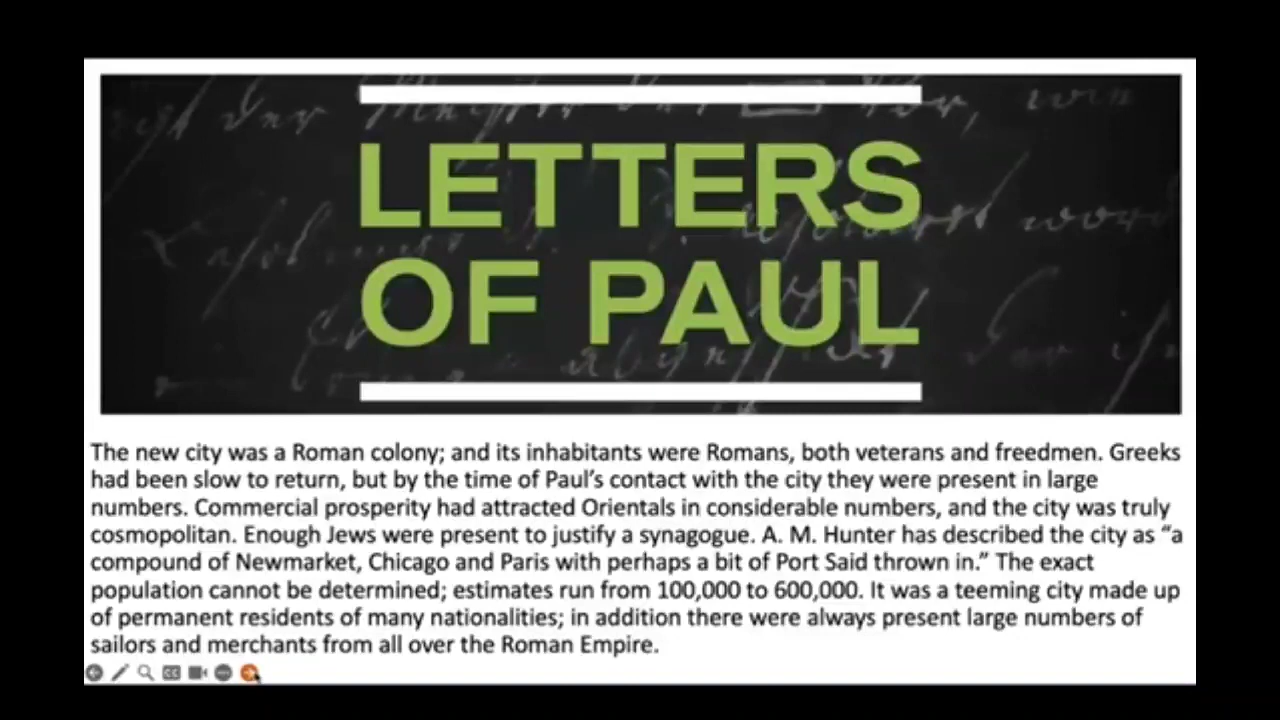 LETTERS
OF PAUL
The new city was a Roman colony; and its inhabitants were Romans, both veterans and freedmen. Greeks
had been slow to return, but by the time of Paul's contact with the city they were present in large
numbers. Commercial prosperity had attracted Orientals in considerable numbers, and the city was truly
cosmopolitan. Enough Jews were present to justify a synagogue. A. M. Hunter has described the city as “a
compound of Newmarket, Chicago and Paris with perhaps a bit of Port Said thrown in.” The exact
population cannot be determined; estimates run from 100,000 to 600,000. It was a teeming city made up
of permanent residents of many nationalities; in addition there were always present large numbers of
sailors and merchants from all over the Roman Empire.